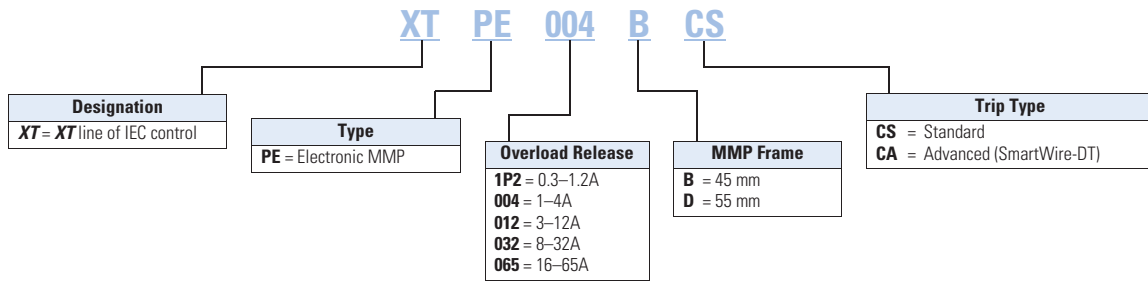 XT PE 004 B CS
Designation
XT = XT line of IEC control
Type
PE = Electronic MMP
Overload Release
1P2 = 0.3–1.2A
004 = 1–4A
012 = 3–12A
032 = 8–32A
065 = 16–65A
MMP Frame
B = 45 mm
D = 55 mm
Trip Type
CS = Standard
CA = Advanced (SmartWire-DT)